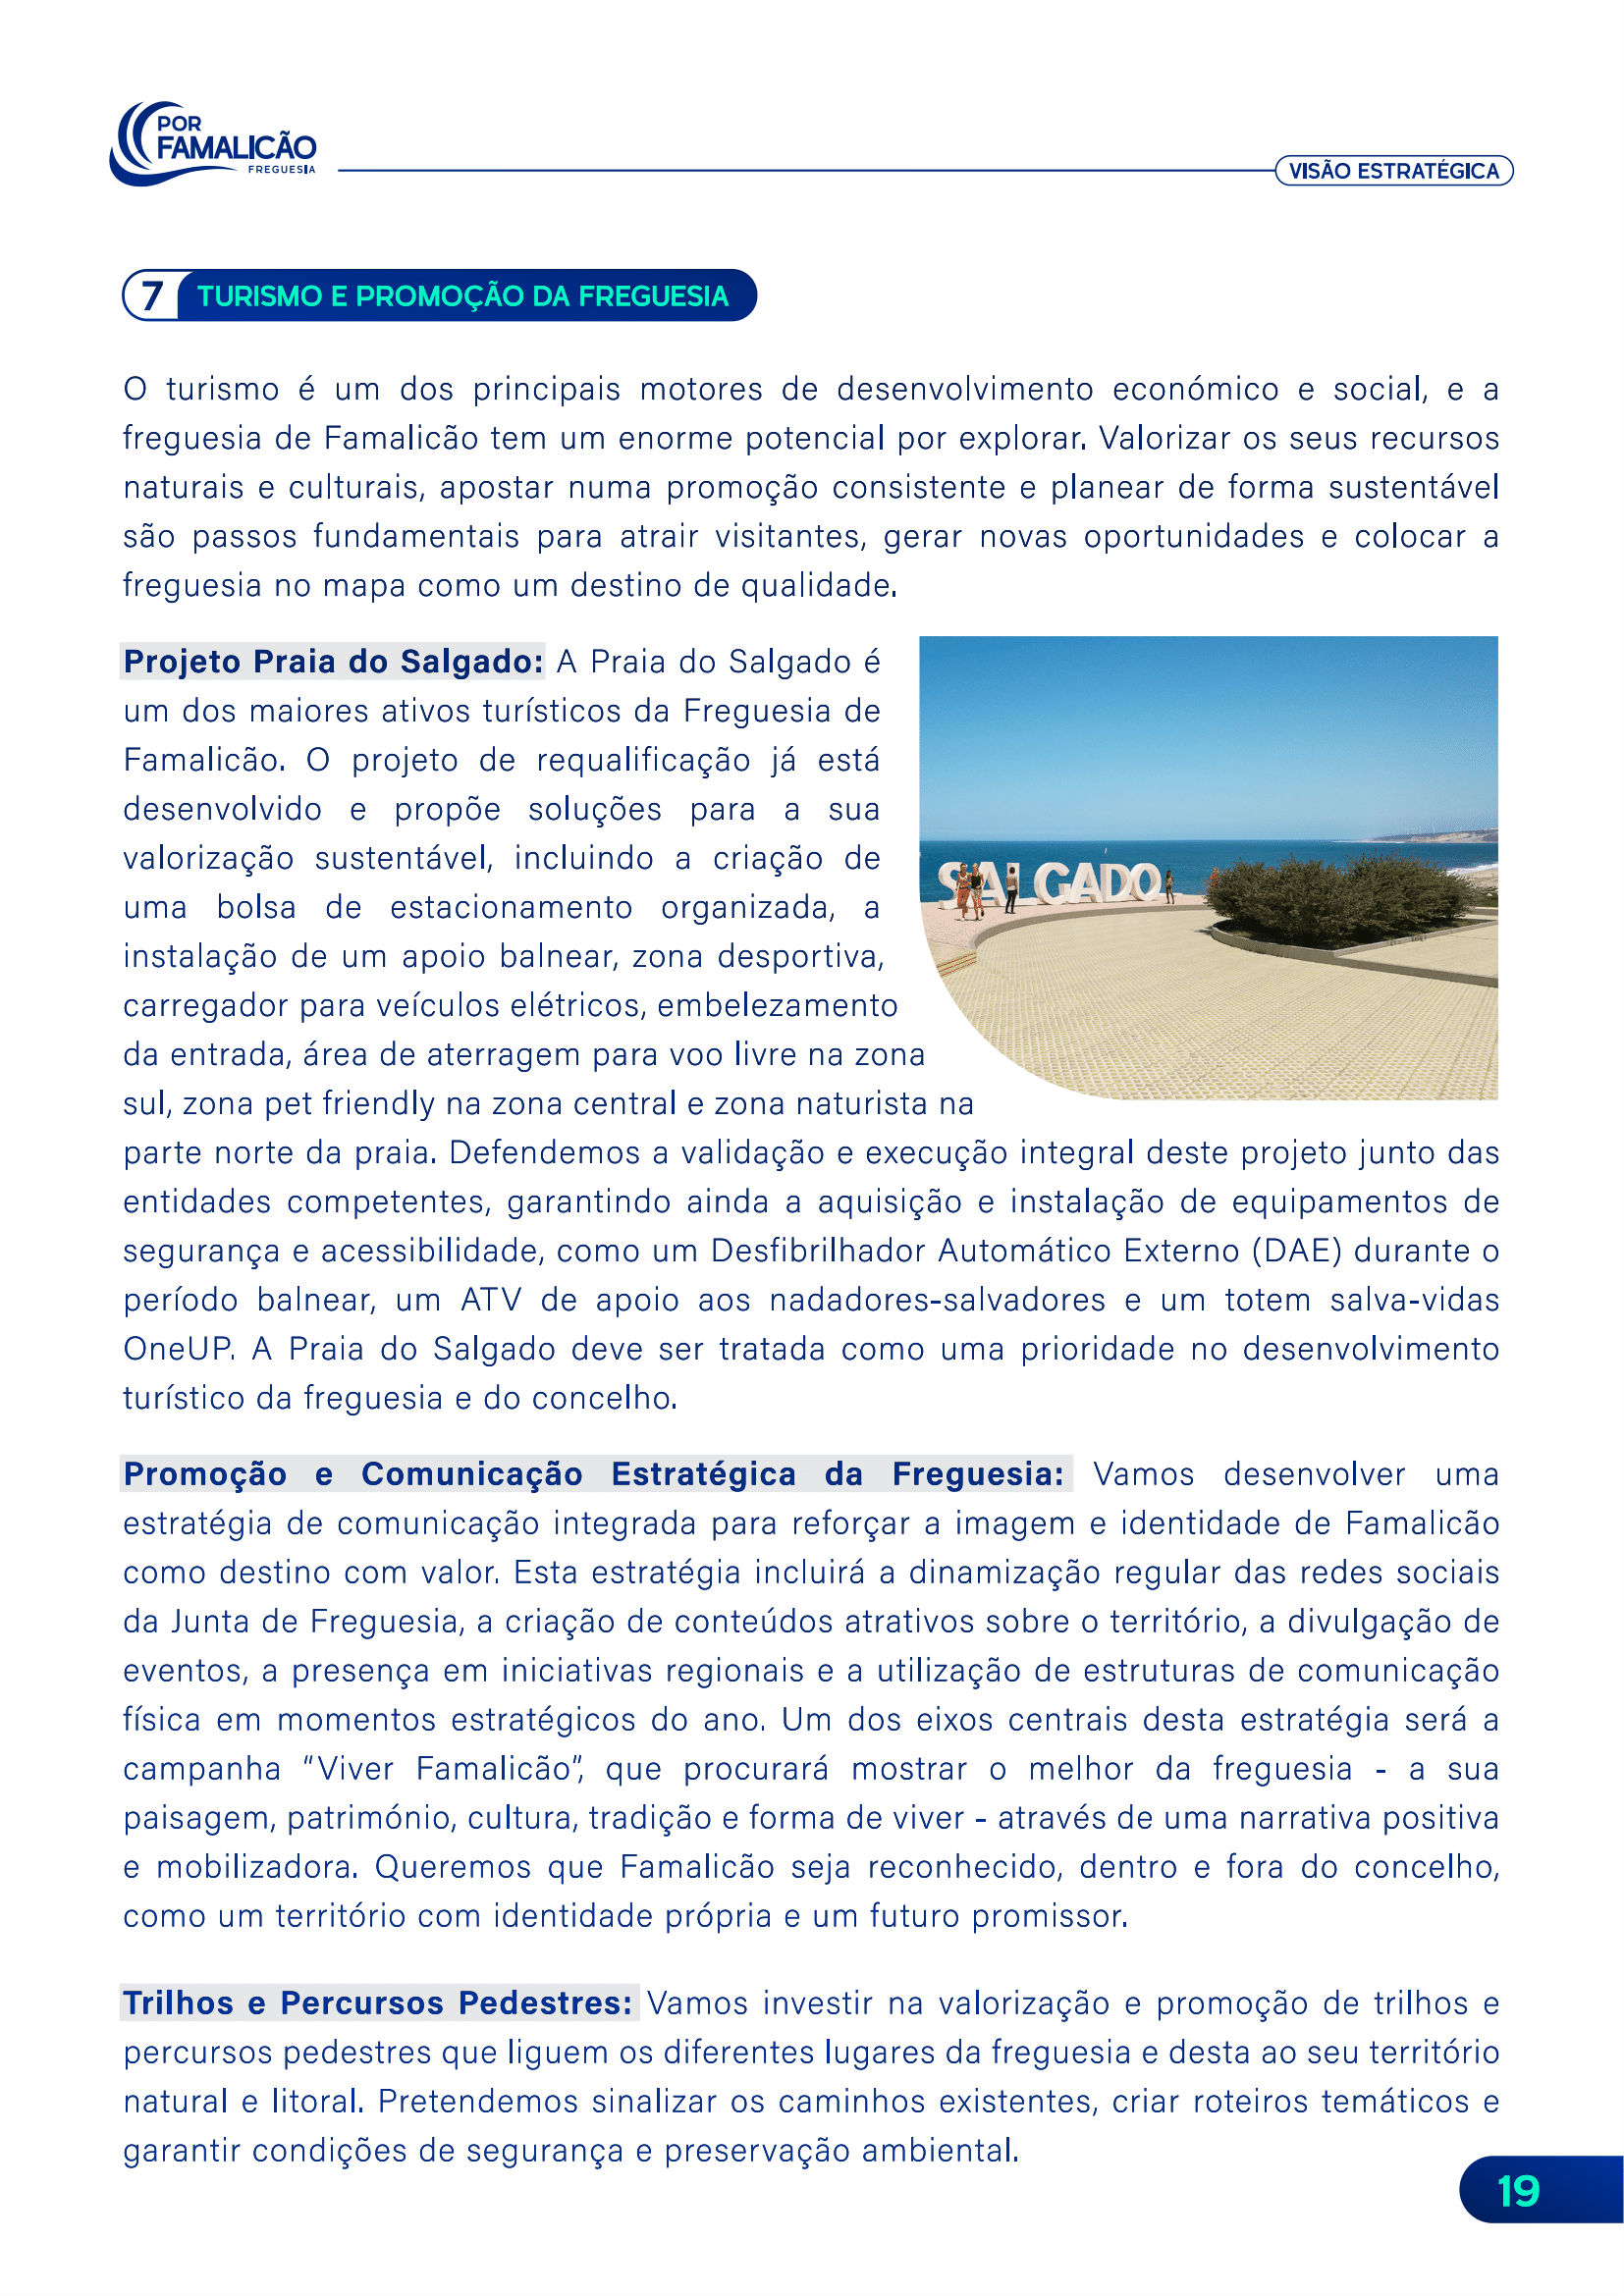 POR
FAMALICÃO
FREGUESIA
VISÃO ESTRATÉGICA
7 TURISMO E PROMOÇÃO DA FREGUESIA
O turismo é um dos principais motores de desenvolvimento económico e social, e a
freguesia de Famalicão tem um enorme potencial por explorar. Valorizar os seus recursos
naturais e culturais, apostar numa promoção consistente e planear de forma sustentável
são passos fundamentais para atrair visitantes, gerar novas oportunidades e colocar a
freguesia no mapa como um destino de qualidade.
Projeto Praia do Salgado: A Praia do Salgado é
um dos maiores ativos turísticos da Freguesia de
Famalicão. O projeto de requalificação já está
desenvolvido e propõe soluções para a sua
valorização sustentável, incluindo a criação de
uma bolsa de estacionamento organizada, a
instalação de um apoio balnear, zona desportiva,
carregador para veículos elétricos, embelezamento
da entrada, área de aterragem para voo livre na zona
sul, zona pet friendly na zona central e zona naturista na
parte norte da praia. Defendemos a validação e execução integral deste projeto junto das
entidades competentes, garantindo ainda a aquisição e instalação de equipamentos de
segurança e acessibilidade, como um Desfibrilhador Automático Externo (DAE) durante o
período balnear, um ATV de apoio aos nadadores-salvadores e um totem salva-vidas
OneUP. A Praia do Salgado deve ser tratada como uma prioridade no desenvolvimento
turístico da freguesia e do concelho.
SALGADO
Promoção e Comunicação Estratégica da Freguesia: Vamos desenvolver uma
estratégia de comunicação integrada para reforçar a imagem e identidade de Famalicão
como destino com valor. Esta estratégia incluirá a dinamização regular das redes sociais
da Junta de Freguesia, a criação de conteúdos atrativos sobre o território, a divulgação de
eventos, a presença em iniciativas regionais e a utilização de estruturas de comunicação
física em momentos estratégicos do ano. Um dos eixos centrais desta estratégia será a
campanha “Viver Famalicão”, que procurará mostrar o melhor da freguesia - a sua
paisagem, património, cultura, tradição e forma de viver - através de uma narrativa positiva
e mobilizadora. Queremos que Famalicão seja reconhecido, dentro e fora do concelho,
como um território com identidade própria e um futuro promissor.
Trilhos e Percursos Pedestres: Vamos investir na valorização e promoção de trilhos e
percursos pedestres que liguem os diferentes lugares da freguesia e desta ao seu território
natural e litoral. Pretendemos sinalizar os caminhos existentes, criar roteiros temáticos e
garantir condições de segurança e preservação ambiental.
19